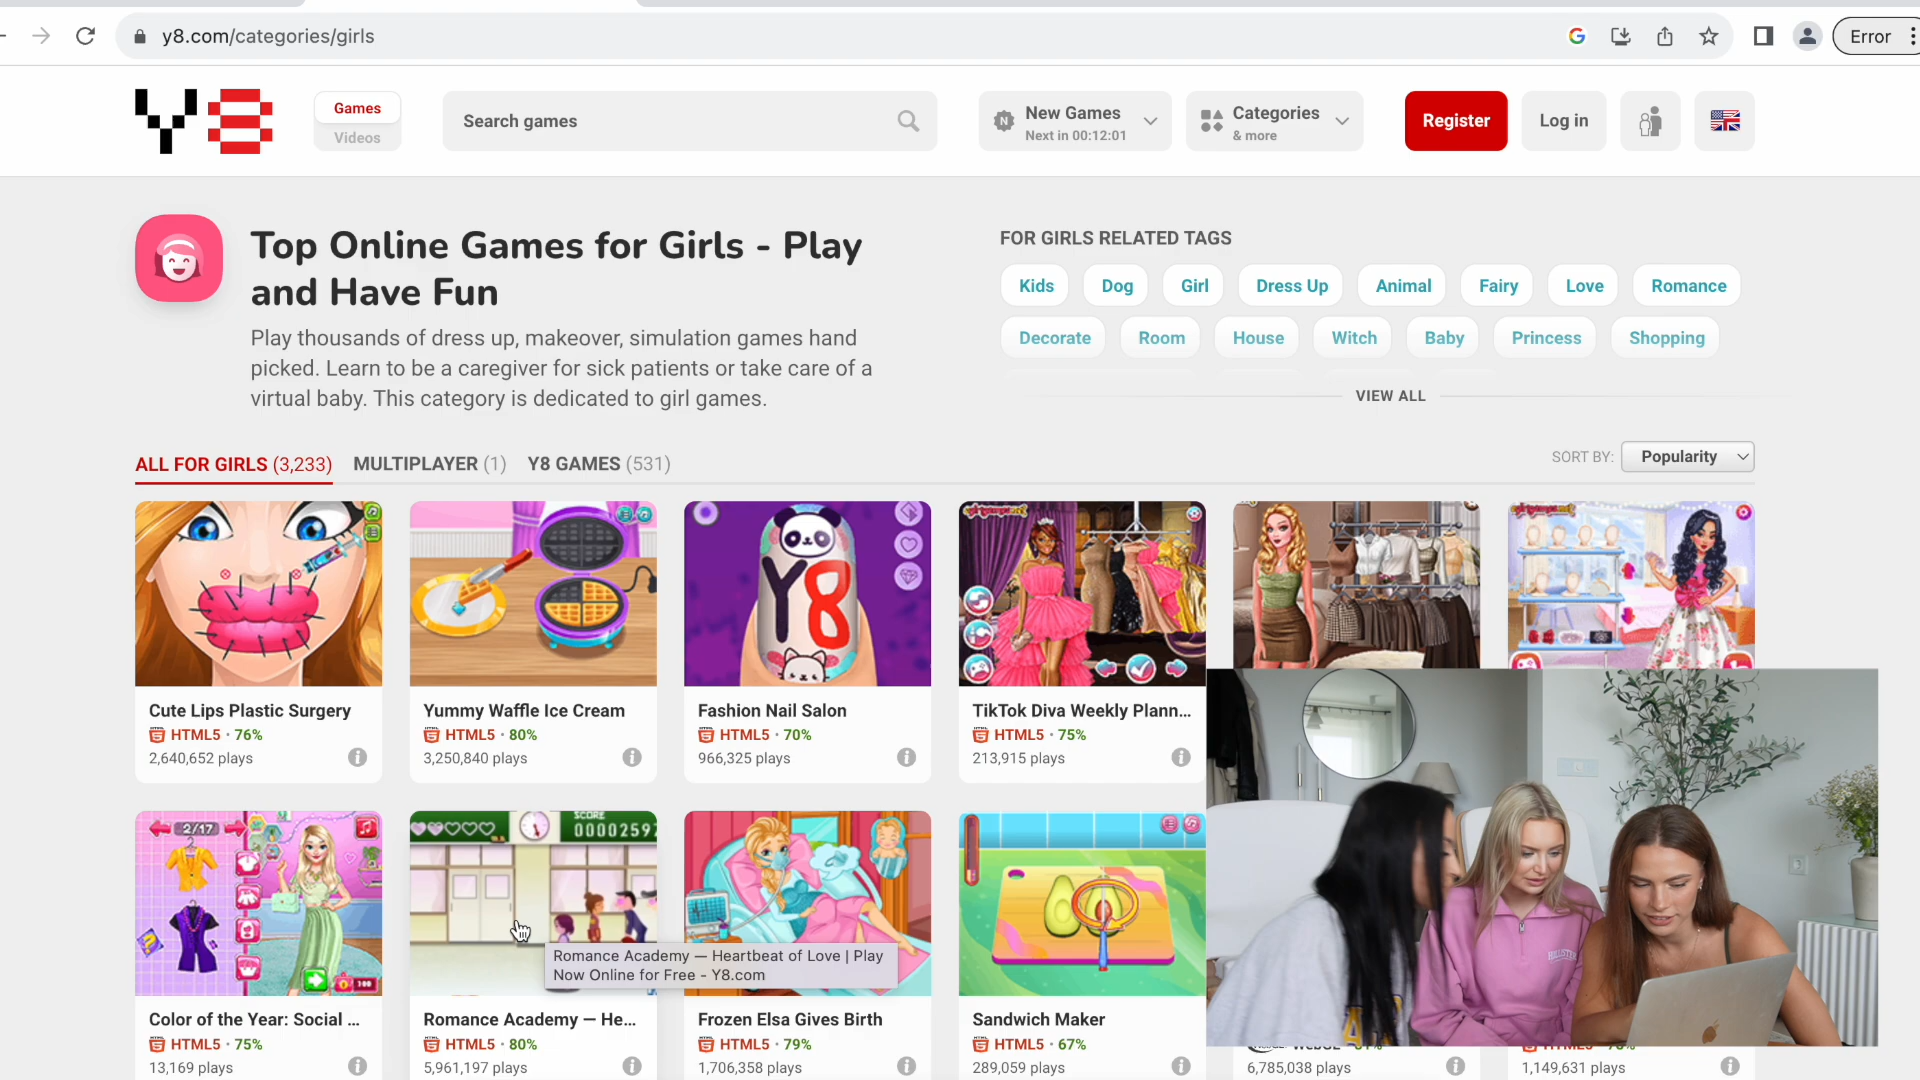 y8.com/categories/girls
Error
Y8
Games
Videos
Search games
New Games
Next in 00:12:01
Categories
& more
Register
Log in
Top Online Games for Girls - Play
and Have Fun
Play thousands of dress up, makeover, simulation games hand
picked. Learn to be a caregiver for sick patients or take care of a
virtual baby. This category is dedicated to girl games.
FOR GIRLS RELATED TAGS
Kids Dog Girl Dress Up Animal Fairy Love Romance
Decorate Room House Witch Baby Princess Shopping
VIEW ALL
ALL FOR GIRLS (3,233) MULTIPLAYER (1) Y8 GAMES (531)
SORT BY: Popularity
Y8
Cute Lips Plastic Surgery
HTML5 · 76%
2,640,652 plays
Yummy Waffle Ice Cream
HTML5 · 80%
3,250,840 plays
Fashion Nail Salon
HTML5 · 70%
966,325 plays
TikTok Diva Weekly Plann...
HTML5 · 75%
213,915 plays
2/17
SCORE
0000259
Romance Academy — Heartbeat of Love | Play
Now Online for Free - Y8.com
Color of the Year: Social ...
HTML5 · 75%
13,169 plays
Romance Academy — He...
HTML5 · 80%
5,961,197 plays
Frozen Elsa Gives Birth
HTML5 · 79%
1,706,358 plays
Sandwich Maker
HTML5 · 67%
289,059 plays
6,785,038 plays
1,149,631 plays